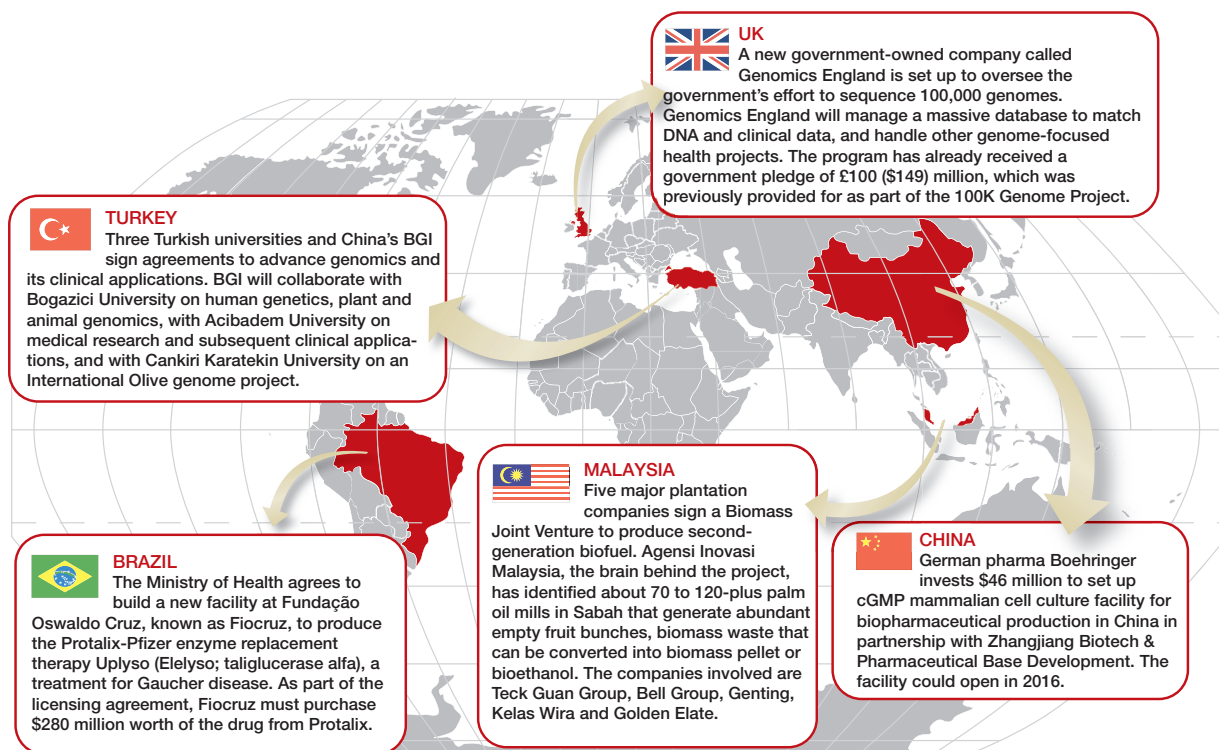 UK
A new government-owned company called
Genomics England is set up to oversee the
government’s effort to sequence 100,000 genomes.
Genomics England will manage a massive database to match
DNA and clinical data, and handle other genome-focused
health projects. The program has already received a
government pledge of £100 ($149) million, which was
previously provided for as part of the 100K Genome Project.
TURKEY
Three Turkish universities and China’s BGI
sign agreements to advance genomics and
its clinical applications. BGI will collaborate with
Bogazici University on human genetics, plant and
animal genomics, with Acibadem University on
medical research and subsequent clinical applica-
tions, and with Cankiri Karatekin University on an
International Olive genome project.
MALAYSIA
Five major plantation
companies sign a Biomass
Joint Venture to produce second-
generation biofuel. Agensi Inovasi
Malaysia, the brain behind the project,
has identified about 70 to 120-plus palm
oil mills in Sabah that generate abundant
empty fruit bunches, biomass waste that
can be converted into biomass pellet or
bioethanol. The companies involved are
Teck Guan Group, Bell Group, Genting,
Kelas Wira and Golden Elate.
CHINA
German pharma Boehringer
invests $46 million to set up
cGMP mammalian cell culture facility for
biopharmaceutical production in China in
partnership with Zhangjiang Biotech &
Pharmaceutical Base Development. The
facility could open in 2016.
BRAZIL
The Ministry of Health agrees to
build a new facility at Fundação
Oswaldo Cruz, known as Fiocruz, to produce
the Protalix-Pfizer enzyme replacement
therapy Uplyso (Elelyso; taliglucerase alfa), a
treatment for Gaucher disease. As part of the
licensing agreement, Fiocruz must purchase
$280 million worth of the drug from Protalix.